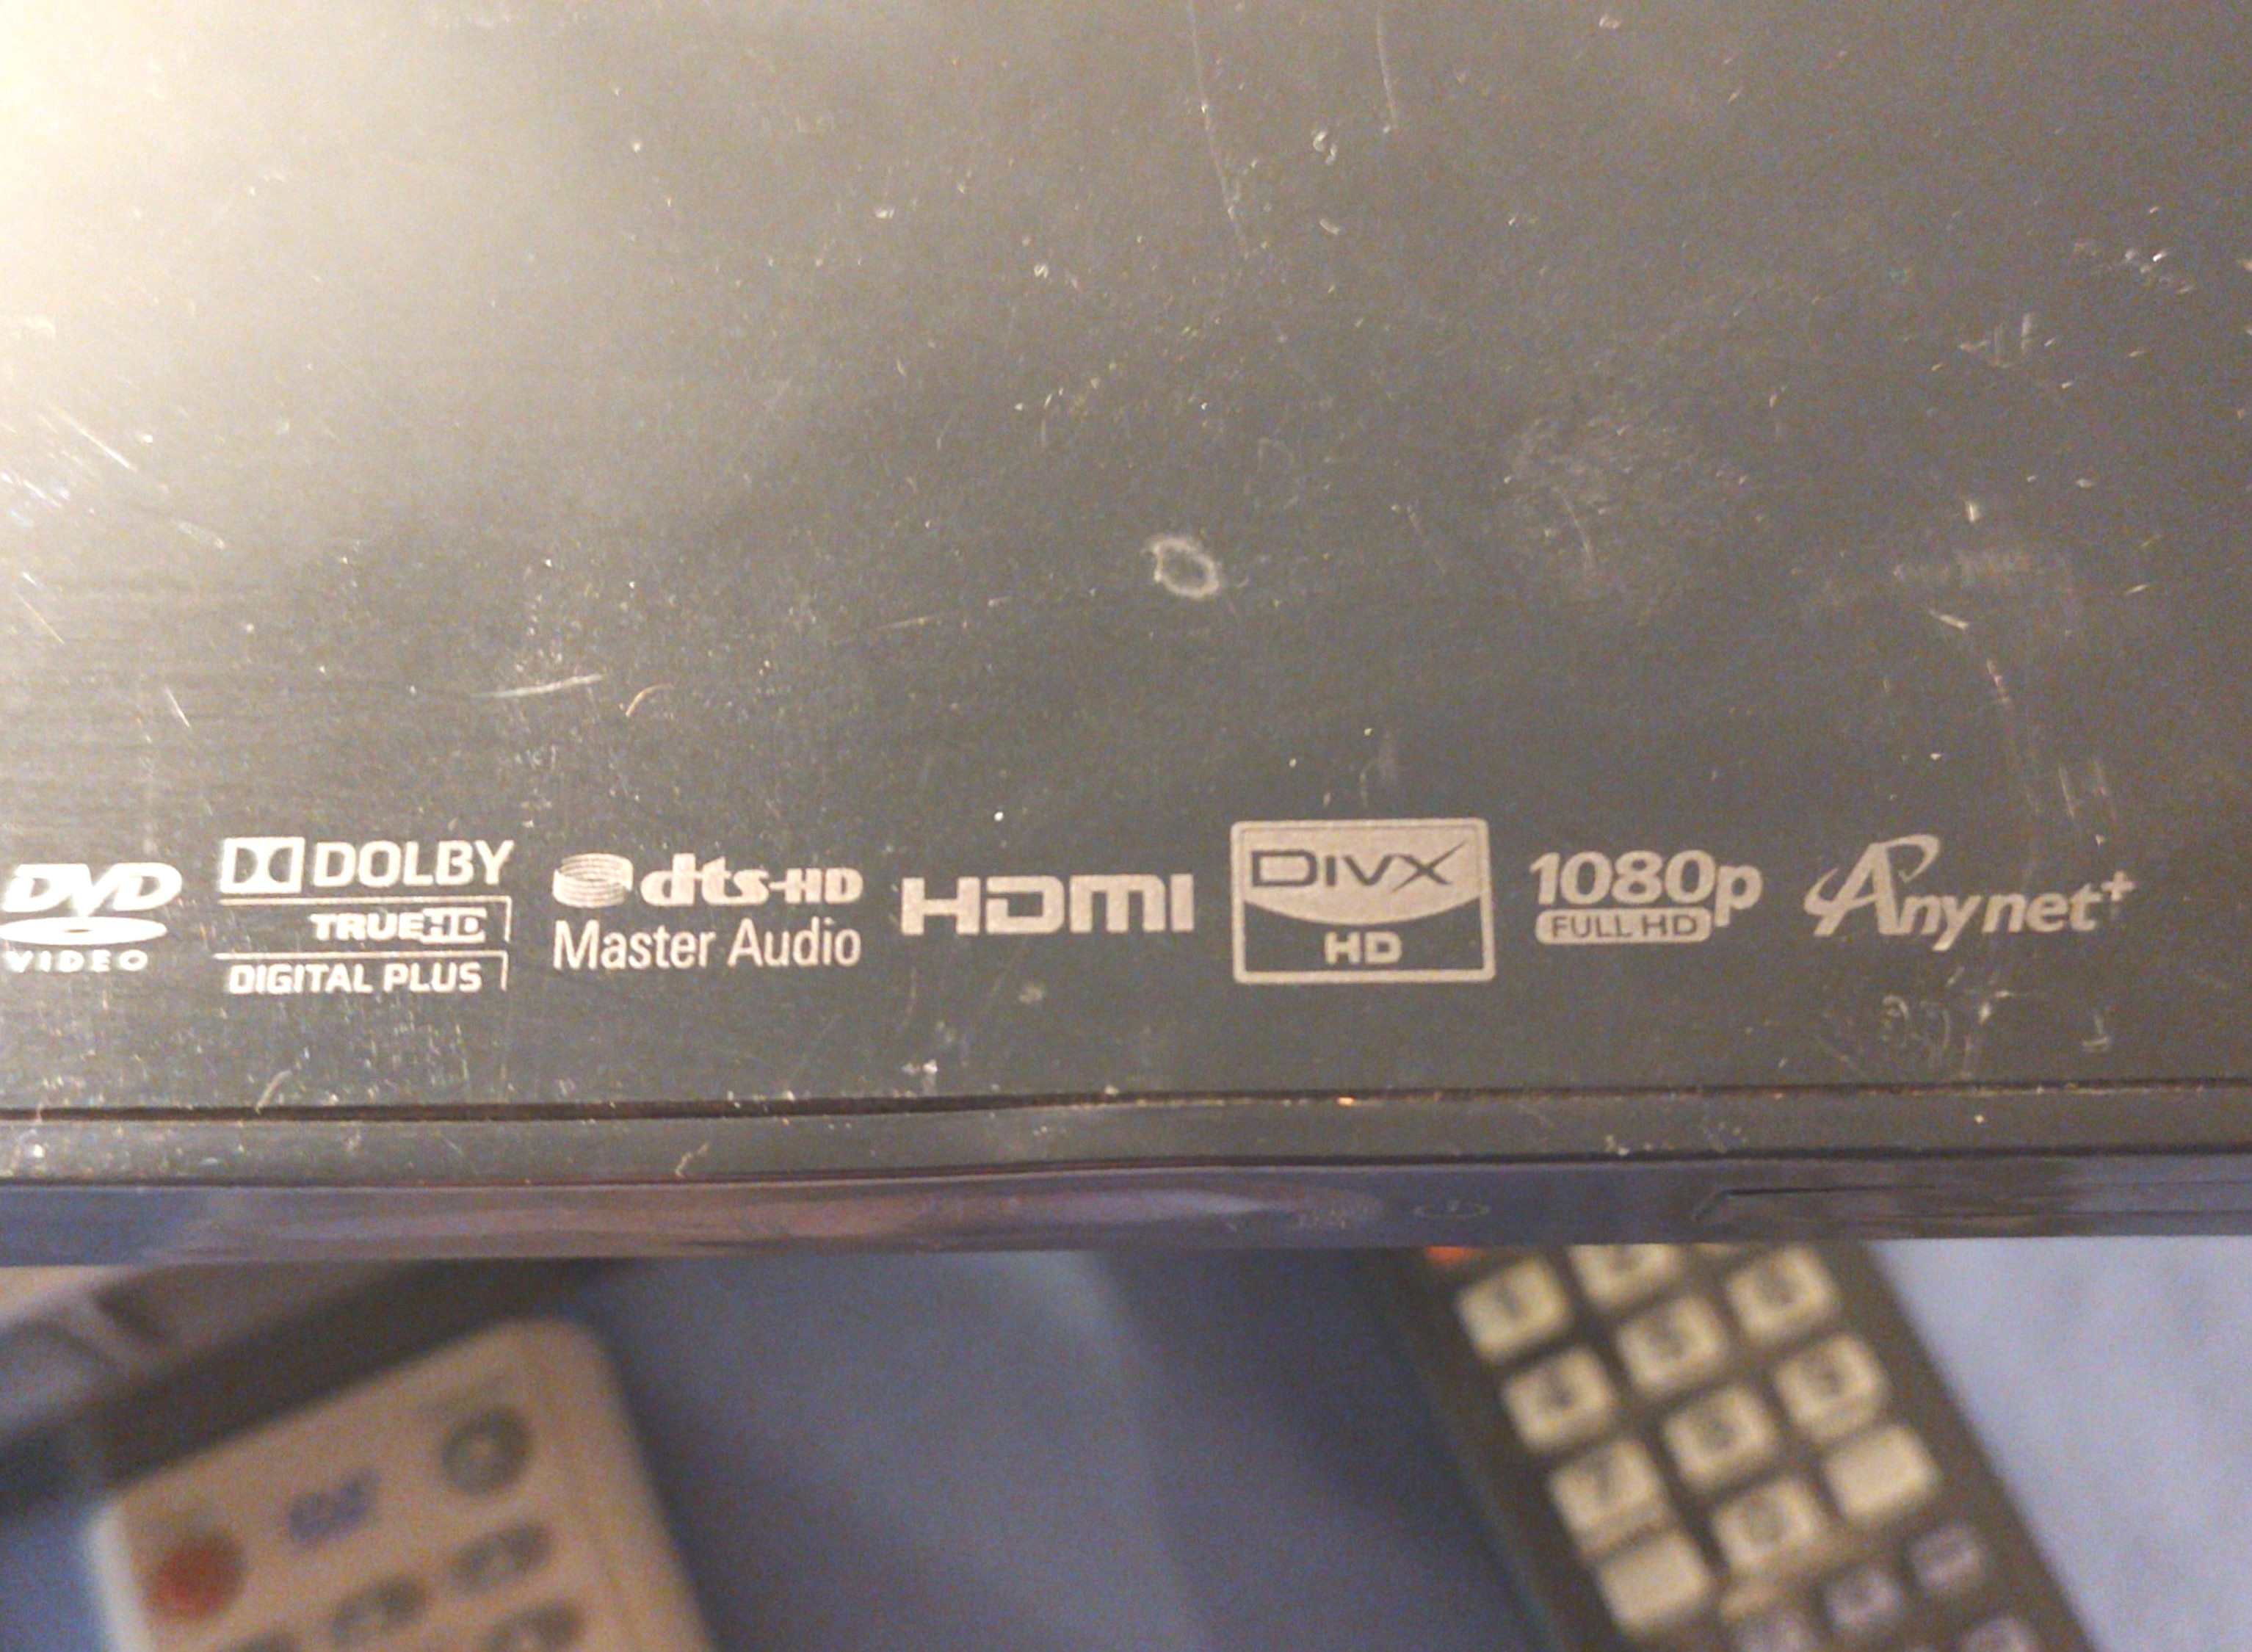 DVD
VIDEO
DOLBY
TRUEHD
DIGITAL PLUS
dts-HD
Master Audio
HDMI
DIVX
HD
1080p
FULL HD
Anynet+